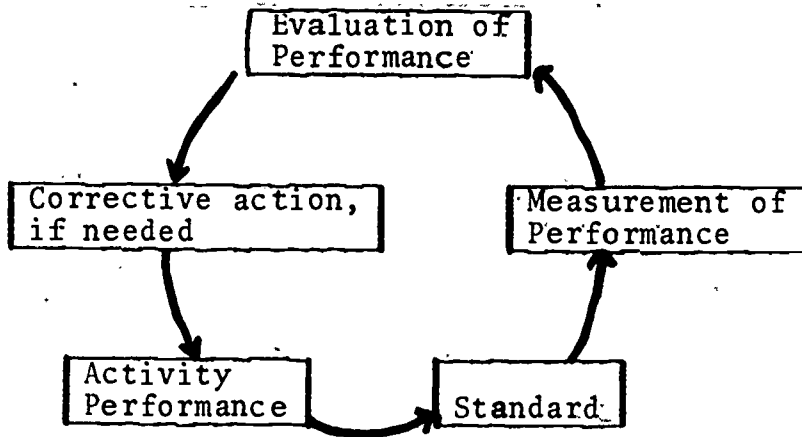 Evaluation of
Performance
Corrective action,
if needed
Measurement of
Performance
Activity
Performance
Standard